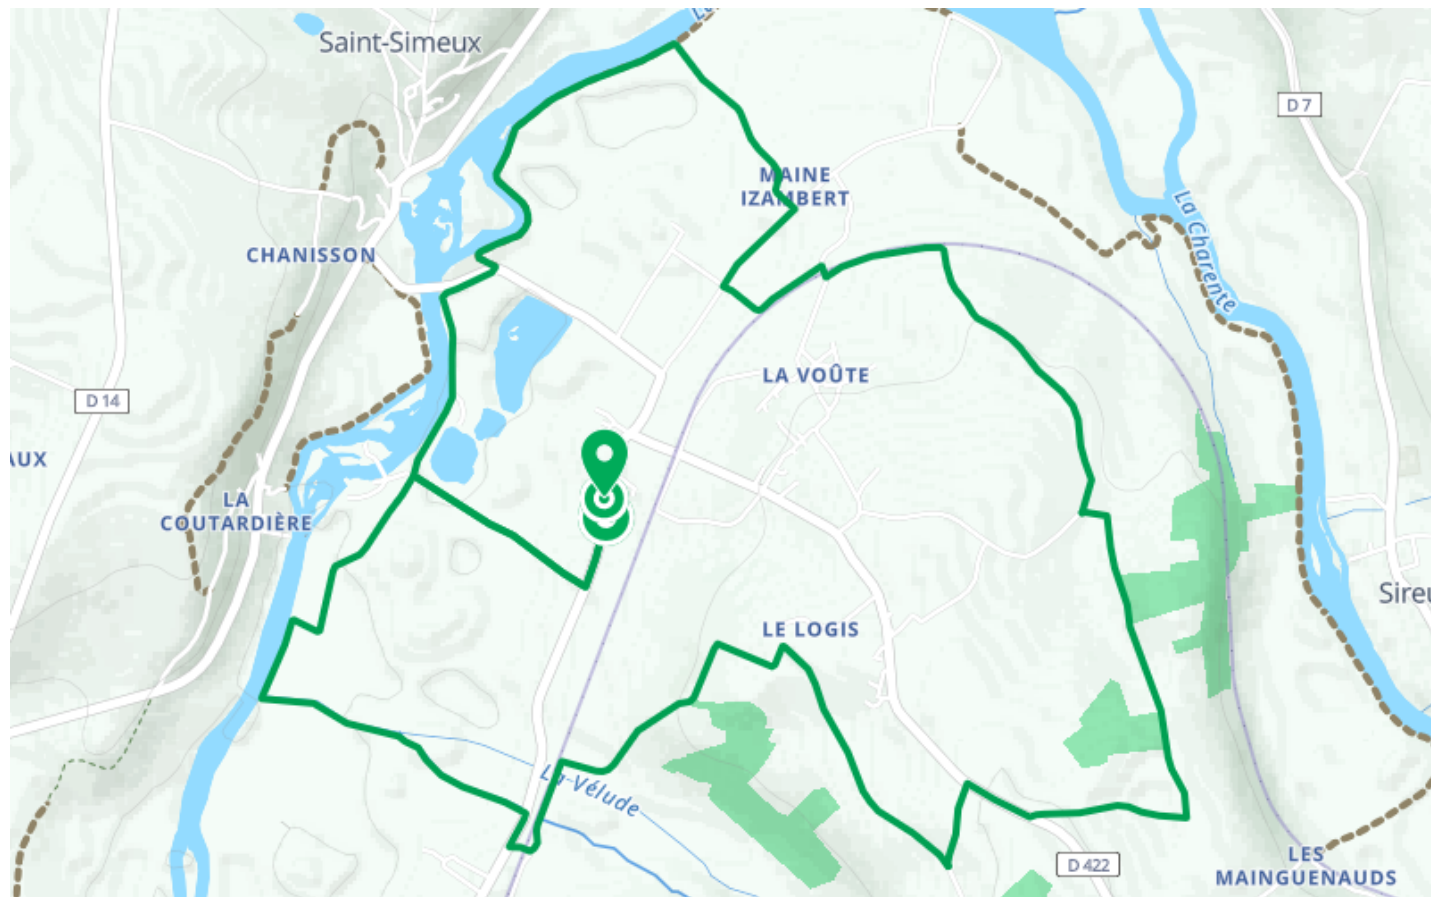 Saint-Simeux
D 7
MAINE
IZAMBERT
La Charente
CHANISSON
LA VOÛTE
D 14
AUX
LA
COUTARDIÈRE
LE LOGIS
Sireu
La Vélude
D 422
LES
MAINGUENAUDS